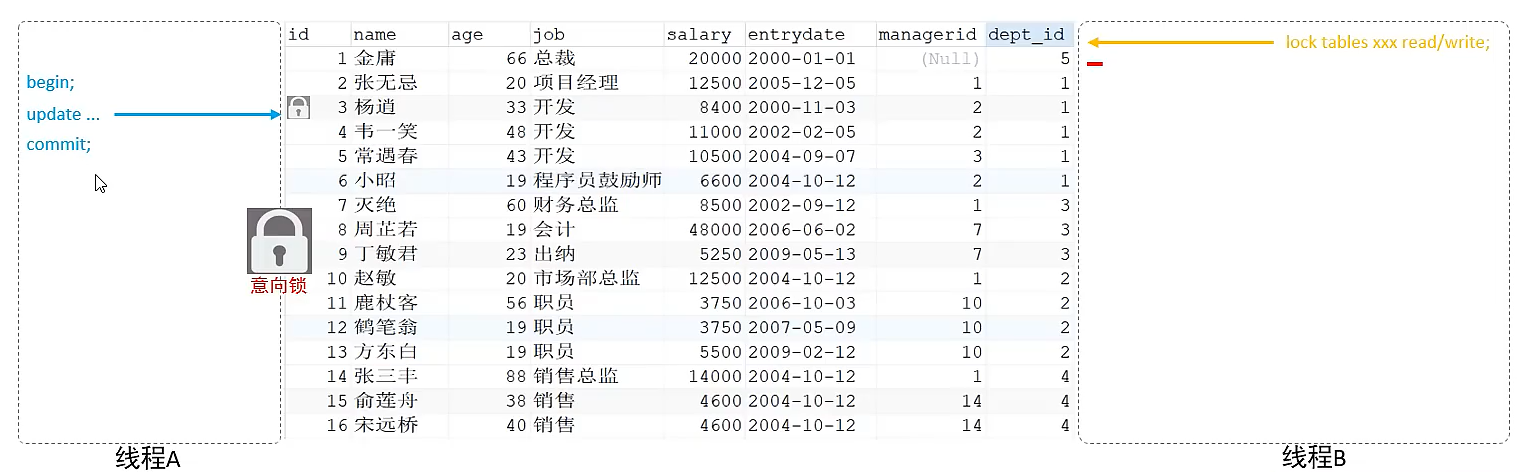 id name age job salary entrydate managerid dept_id
1 金庸 66 总裁 20000 2000-01-01 (Null) 5
2 张无忌 20 项目经理 12500 2005-12-05 1 1
3 杨逍 33 开发 8400 2000-11-03 2 1
4 韦一笑 48 开发 11000 2002-02-05 2 1
5 常遇春 43 开发 10500 2004-09-07 3 1
6 小昭 19 程序员鼓励师 6600 2004-10-12 2 1
7 灭绝 60 财务总监 8500 2002-09-12 1 3
8 周芷若 19 会计 48000 2006-06-02 7 3
9 丁敏君 23 出纳 5250 2009-05-13 7 3
10 赵敏 20 市场部总监 12500 2004-10-12 1 2
11 鹿杖客 56 职员 3750 2006-10-03 10 2
12 鹤笔翁 19 职员 3750 2007-05-09 10 2
13 方东白 19 职员 5500 2009-02-12 10 2
14 张三丰 88 销售总监 14000 2004-10-12 1 4
15 俞莲舟 38 销售 4600 2004-10-12 14 4
16 宋远桥 40 销售 4600 2004-10-12 14 4
begin;
update ...
commit;
意向锁
线程A
lock tables xxx read/write;
线程B